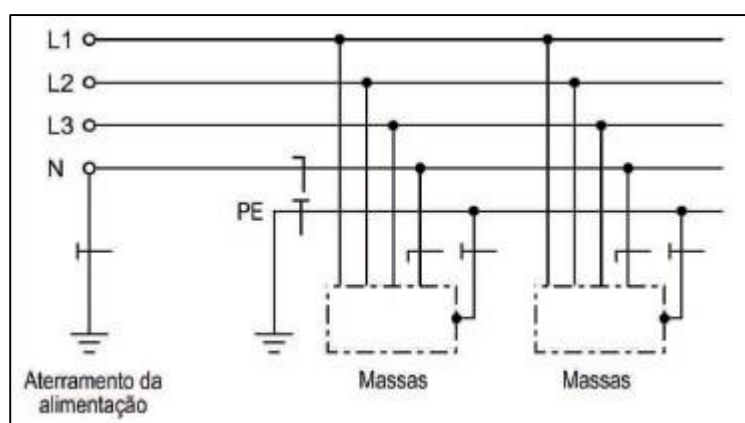 L1
L2
L3
N
PE
Aterramento da
alimentação
Massas
Massas